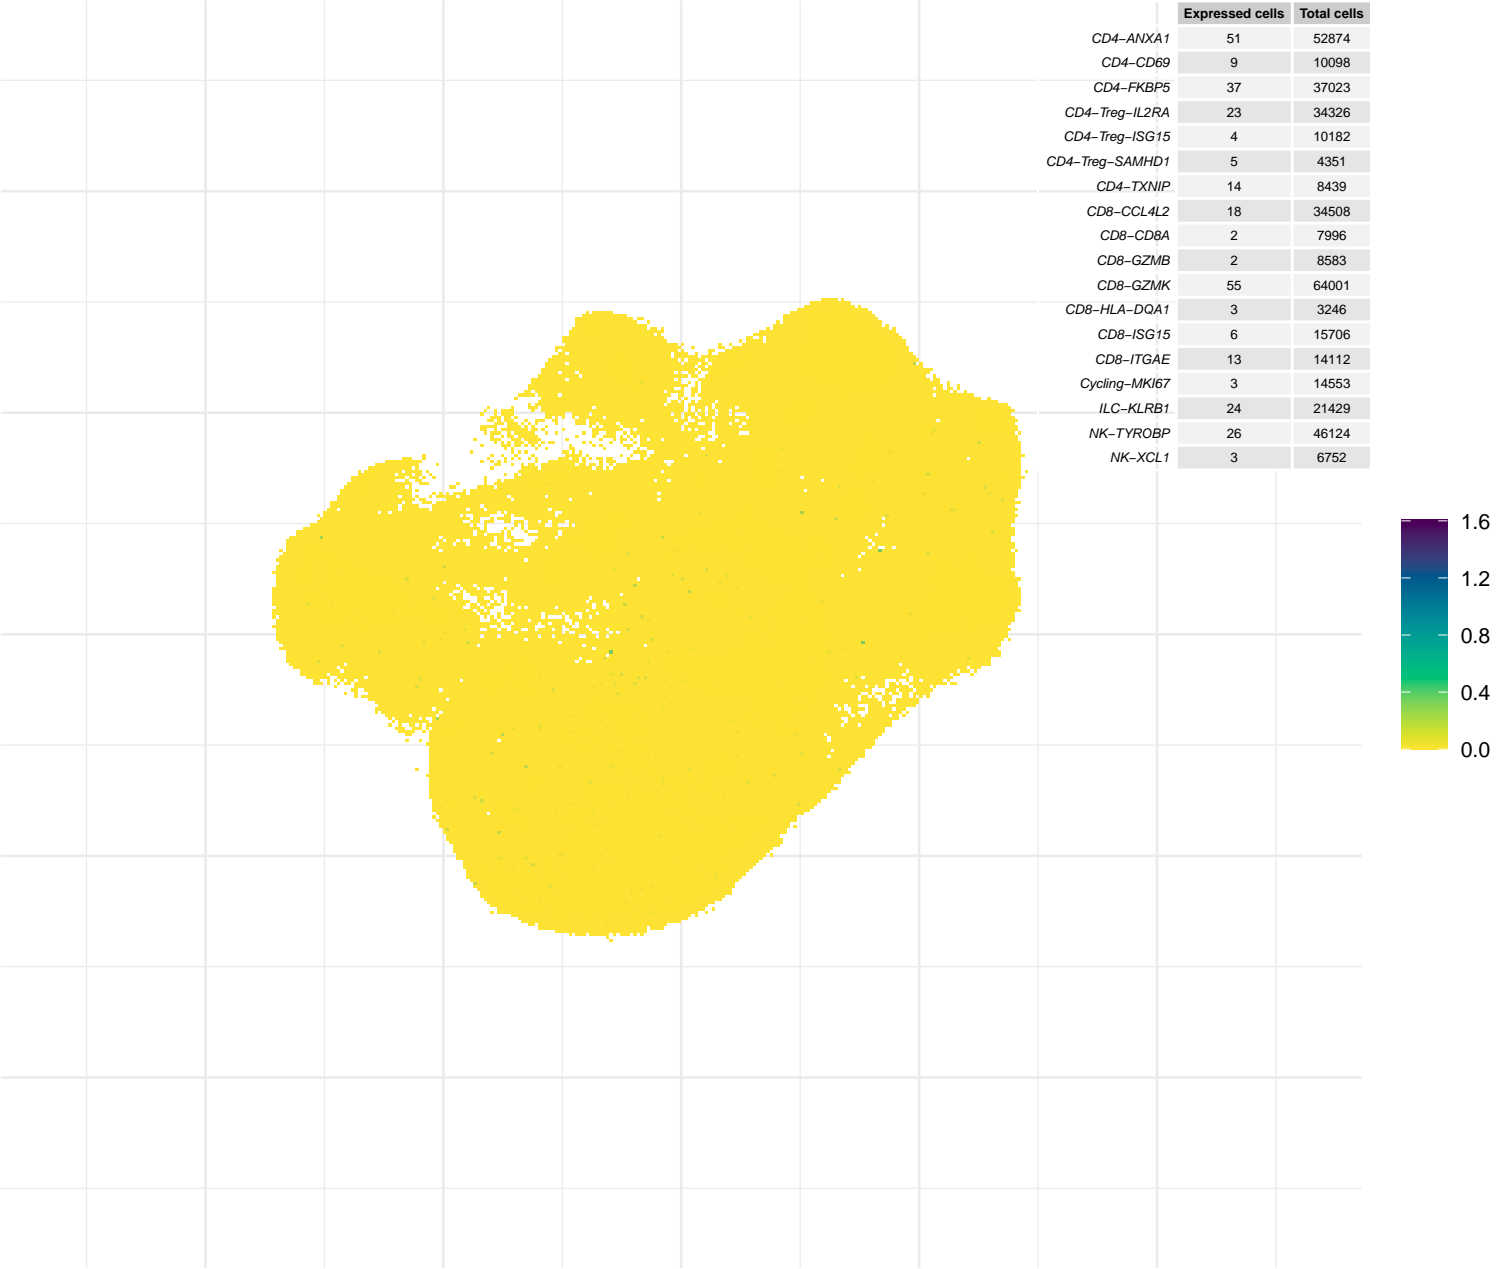 Expressed cells Total cells
CD4−ANXA1 51 52874
CD4−CD69 9 10098
CD4−FKBP5 37 37023
CD4−Treg−IL2RA 23 34326
CD4−Treg−ISG15 4 10182
CD4−Treg−SAMHD1 5 4351
CD4−TXNIP 14 8439
CD8−CCL4L2 18 34508
CD8−CD8A 2 7996
CD8−GZMB 2 8583
CD8−GZMK 55 64001
CD8−HLA−DQA1 3 3246
CD8−ISG15 6 15706
CD8−ITGAE 13 14112
Cycling−MKI67 3 14553
ILC−KLRB1 24 21429
NK−TYROBP 26 46124
NK−XCL1 3 6752
1.6
1.2
0.8
0.4
0.0